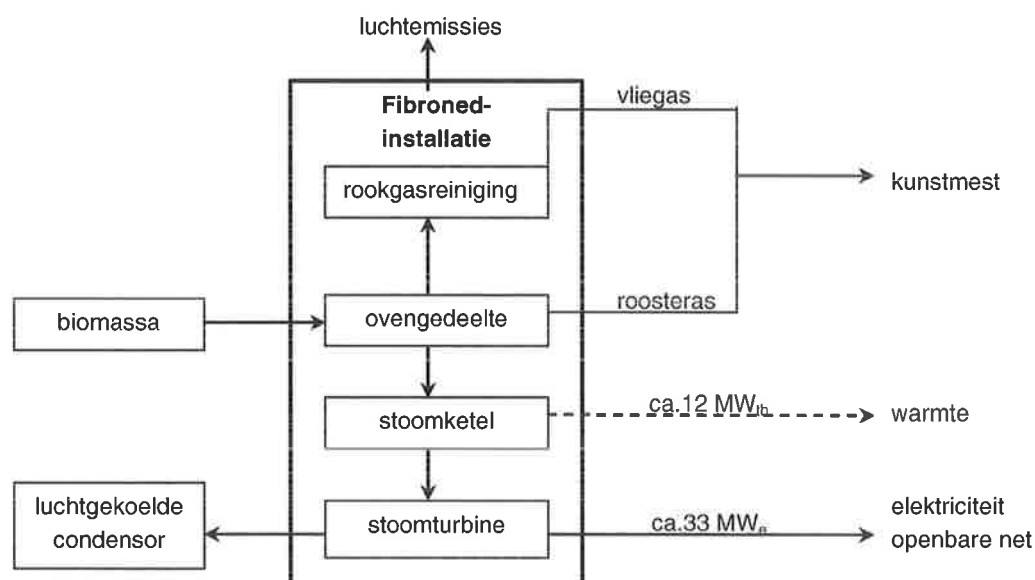 luchtemissies
Fibroned-
installatie
vliegas
rookgasreiniging
kunstmest
roosteras
biomassa
ovengedeelte
ca.12 MWth
stoomketel
warmte
luchtgekoelde
condensor
stoomturbine
ca.33 MWe
elektriciteit
openbare net